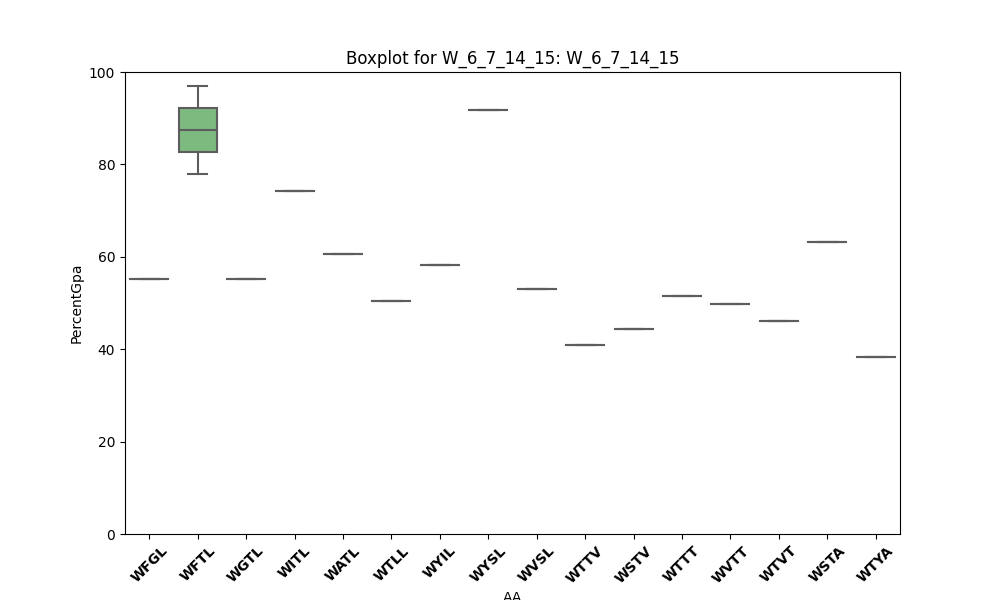 Boxplot for W_6_7_14_15: W_6_7_14_15
PercentGpa
100
80
60
40
20
0
WFGL WFTL WGTL WITL WATL WTLL WYIL WYSL WVSL WTTV WSTV WTTT WVTT WTVT WSTA WTYA
AA